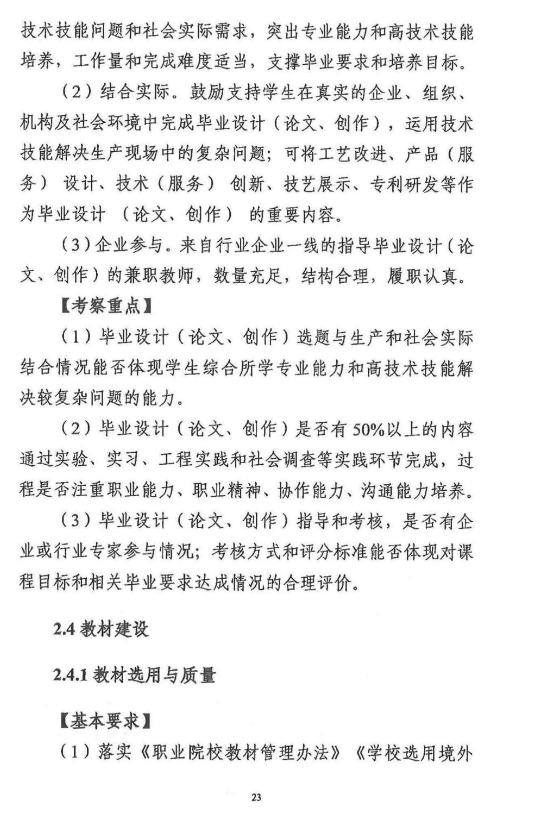 技术技能问题和社会实际需求，突出专业能力和高技术技能
培养，工作量和完成难度适当，支撑毕业要求和培养目标。
（2）结合实际。鼓励支持学生在真实的企业、组织、
机构及社会环境中完成毕业设计（论文、创作），运用技术
技能解决生产现场中的复杂问题；可将工艺改进、产品（服
务） 设计、技术（服务） 创新、技艺展示、专利研发等作
为毕业设计 （论文、创作） 的重要内容。
（3）企业参与。来自行业企业一线的指导毕业设计（论
文、创作）的兼职教师，数量充足，结构合理，履职认真。
【考察重点】
（1）毕业设计（论文、创作）选题与生产和社会实际
结合情况能否体现学生综合所学专业能力和高技术技能解
决较复杂问题的能力。
（2）毕业设计（论文、创作）是否有 50%以上的内容
通过实验、实习、工程实践和社会调查等实践环节完成，过
程是否注重职业能力、职业精神、协作能力、沟通能力培养。
（3）毕业设计（论文、创作）指导和考核，是否有企
业或行业专家参与情况；考核方式和评分标准能否体现对课
程目标和相关毕业要求达成情况的合理评价。
2.4 教材建设
2.4.1 教材选用与质量
【基本要求】
（1）落实《职业院校教材管理办法》《学校选用境外
23